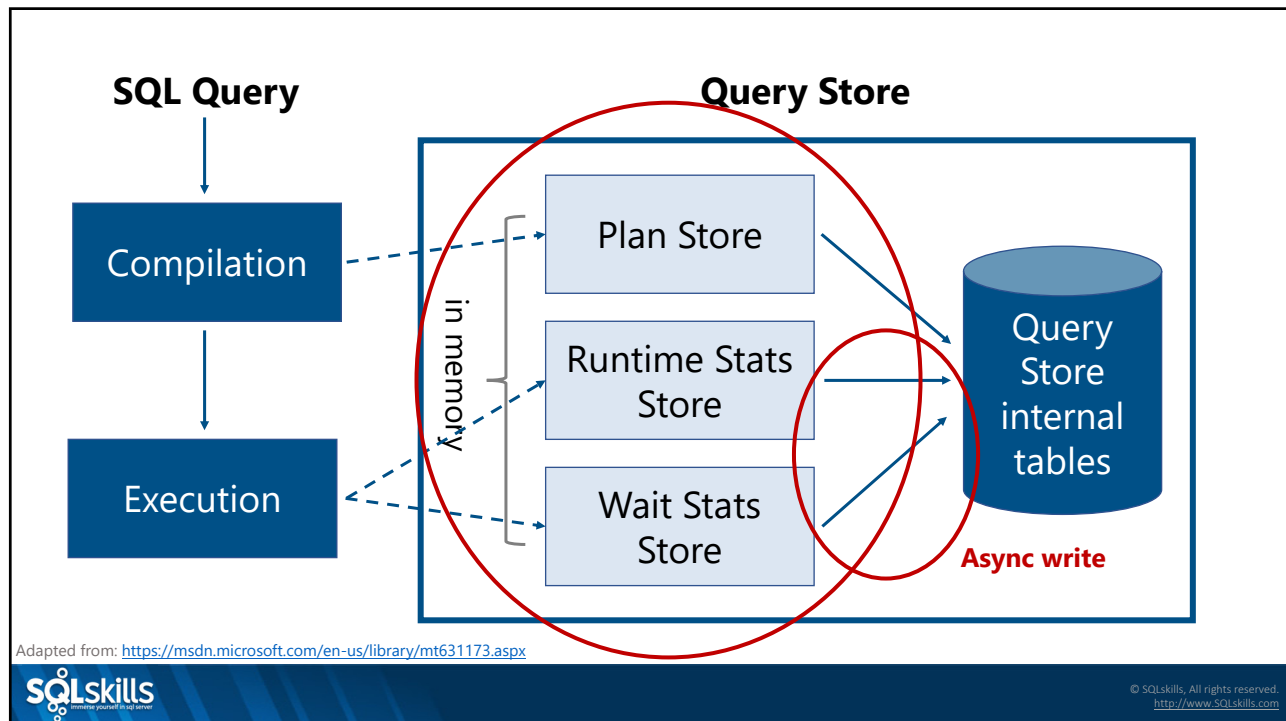 SQL Query
Query Store
Compilation
Execution
in memory
Plan Store
Runtime Stats
Store
Wait Stats
Store
Query
Store
internal
tables
Async write
Adapted from: https://msdn.microsoft.com/en-us/library/mt631173.aspx
SQLskills
immerse yourself in sql server
© SQLskills, All rights reserved.
http://www.SQLskills.com